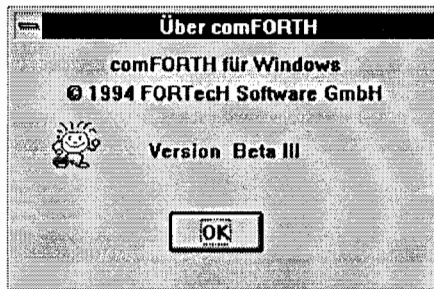 Über comFORTH
comFORTH für Windows
© 1994 FORTecH Software GmbH
Version Beta III
OK